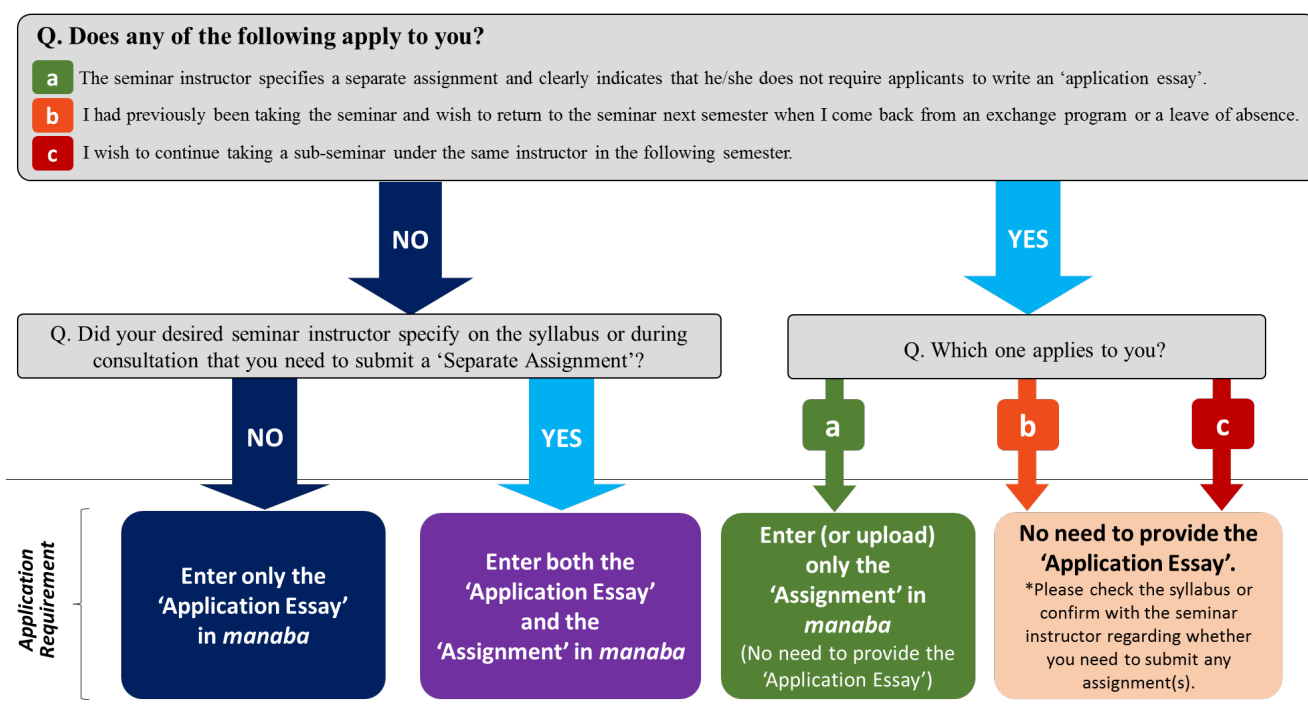 Q. Does any of the following apply to you?
a The seminar instructor specifies a separate assignment and clearly indicates that he/she does not require applicants to write an ‘application essay’.
b I had previously been taking the seminar and wish to return to the seminar next semester when I come back from an exchange program or a leave of absence.
c I wish to continue taking a sub-seminar under the same instructor in the following semester.
NO
YES
Q. Did your desired seminar instructor specify on the syllabus or during
consultation that you need to submit a ‘Separate Assignment’?
Q. Which one applies to you?
NO
YES
a
b
c
Application
Requirement
Enter only the
‘Application Essay’
in manaba
Enter both the
‘Application Essay’
and the
‘Assignment’ in manaba
Enter (or upload)
only the
‘Assignment’ in
manaba
(No need to provide the
‘Application Essay’)
No need to provide the
‘Application Essay’.
*Please check the syllabus or
confirm with the seminar
instructor regarding whether
you need to submit any
assignment(s).